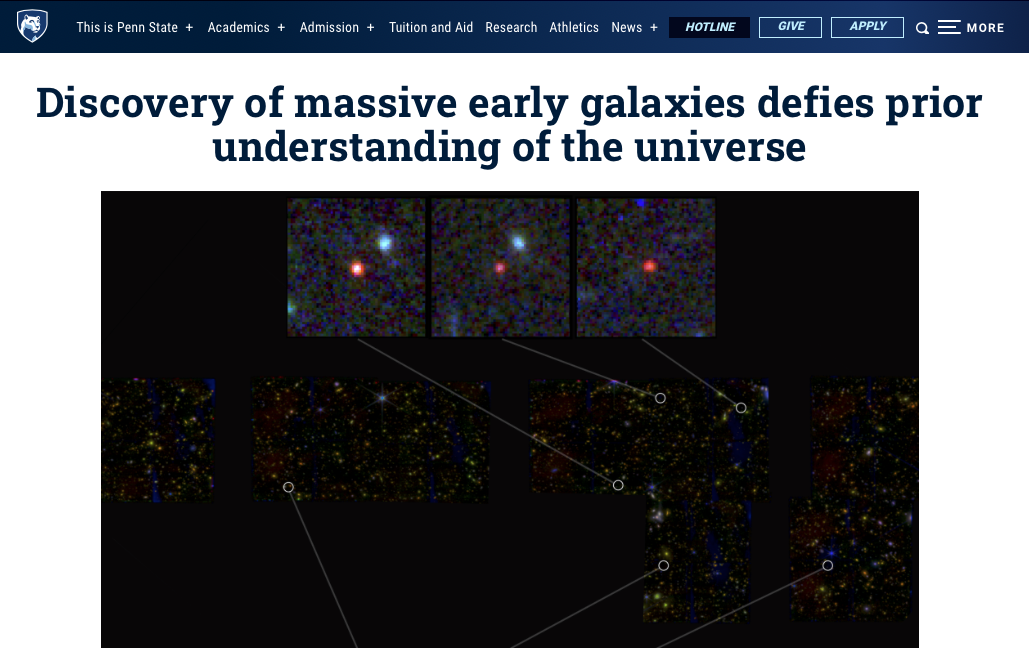 This is Penn State + Academics + Admission + Tuition and Aid Research Athletics News + HOTLINE GIVE APPLY MORE
Discovery of massive early galaxies defies prior
understanding of the universe